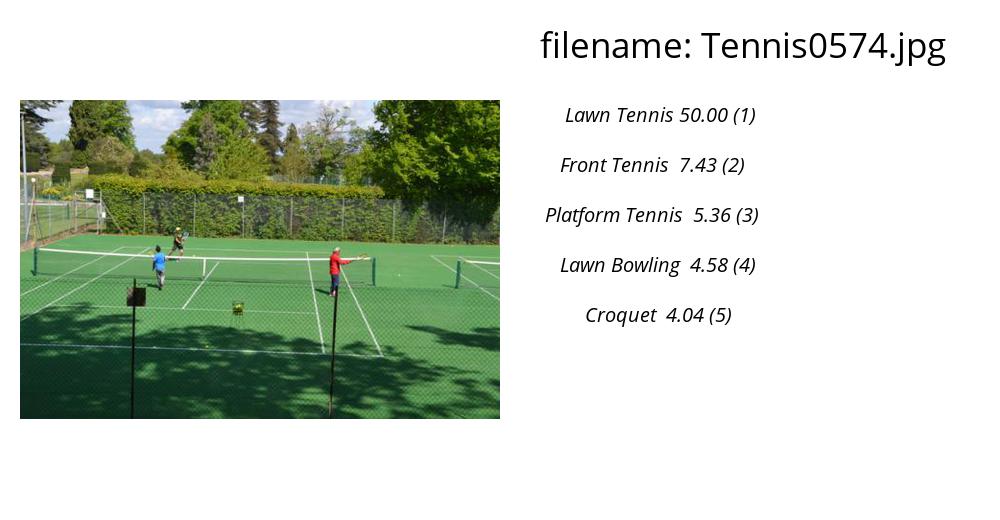 filename: Tennis0574.jpg
Lawn Tennis 50.00 (1)
Front Tennis 7.43 (2)
Platform Tennis 5.36 (3)
Lawn Bowling 4.58 (4)
Croquet 4.04 (5)